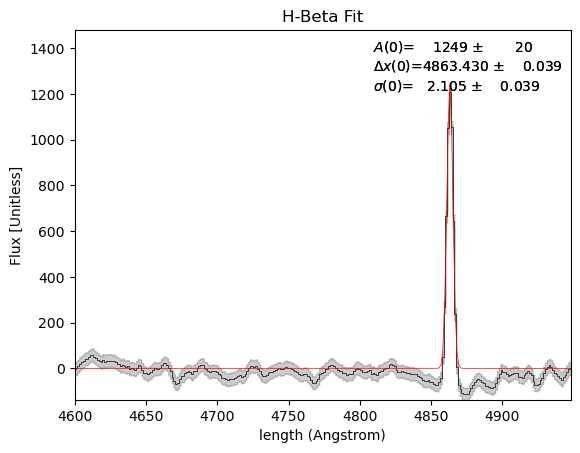 H-Beta Fit
A(0)= 1249 ± 20
Δx(0)=4863.430 ± 0.039
σ(0)= 2.105 ± 0.039
1400
1200
1000
800
600
400
200
0
Flux [Unitless]
4600 4650 4700 4750 4800 4850 4900
length (Angstrom)